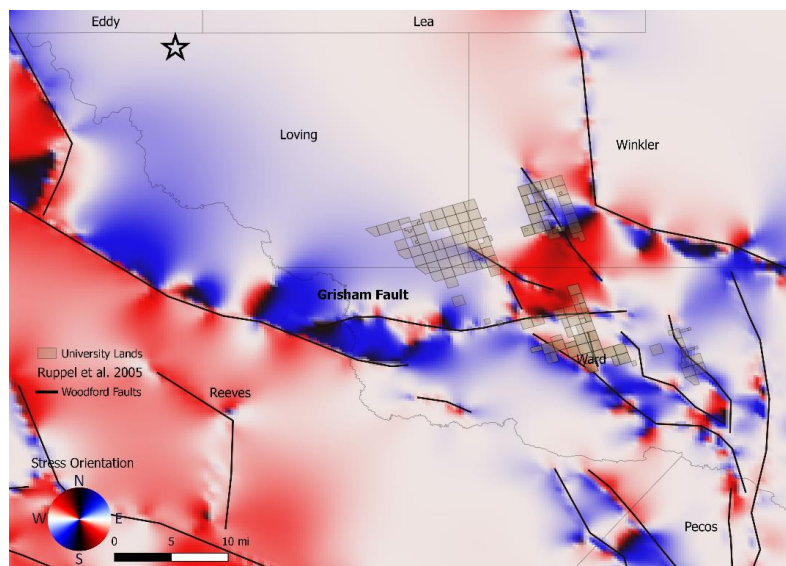 Eddy
Lea
Loving
Winkler
Grisham Fault
University Lands
Ruppel et al. 2005
Woodford Faults
Ward
Reeves
Stress Orientation
N
W E
S
0 5 10 mi
Pecos